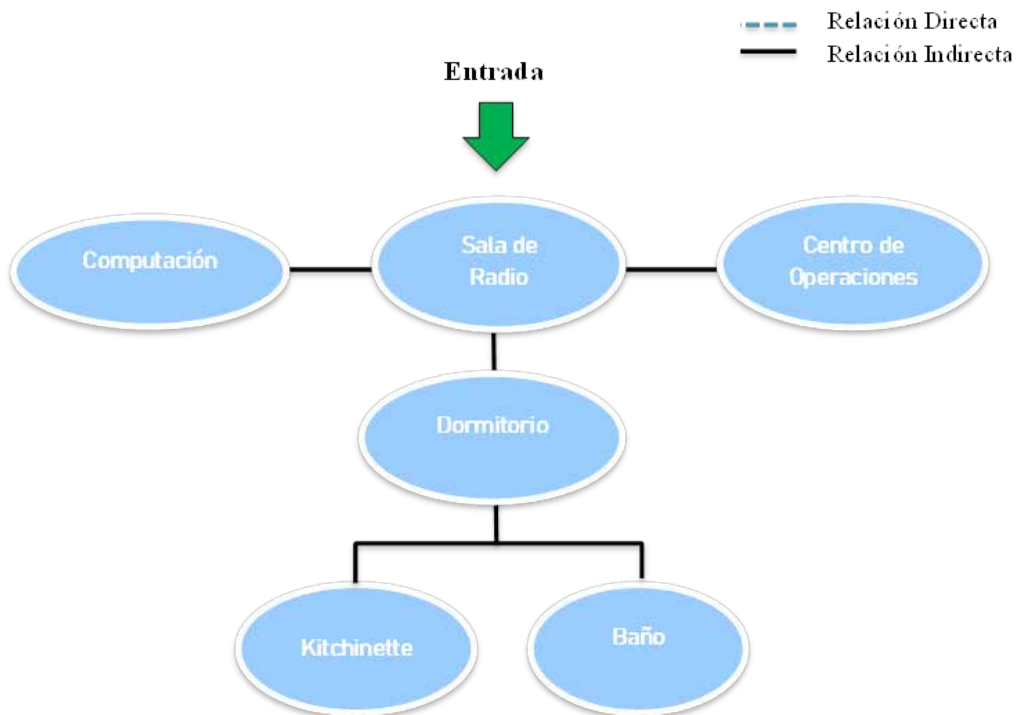 Relación Directa
Relación Indirecta
Entrada
Computación
Sala de
Radio
Centro de
Operaciones
Dormitorio
Kitchinette
Baño